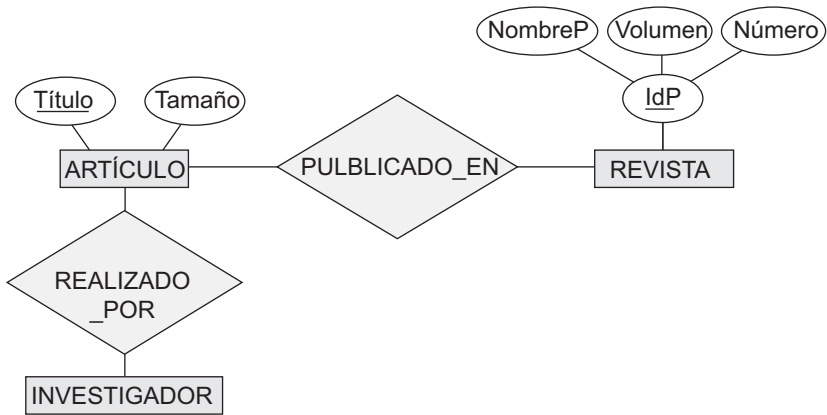 NombreP
Volumen
Número
Título
Tamaño
IdP
ARTÍCULO
PULBLICADO_EN
REVISTA
REALIZADO
_POR
INVESTIGADOR